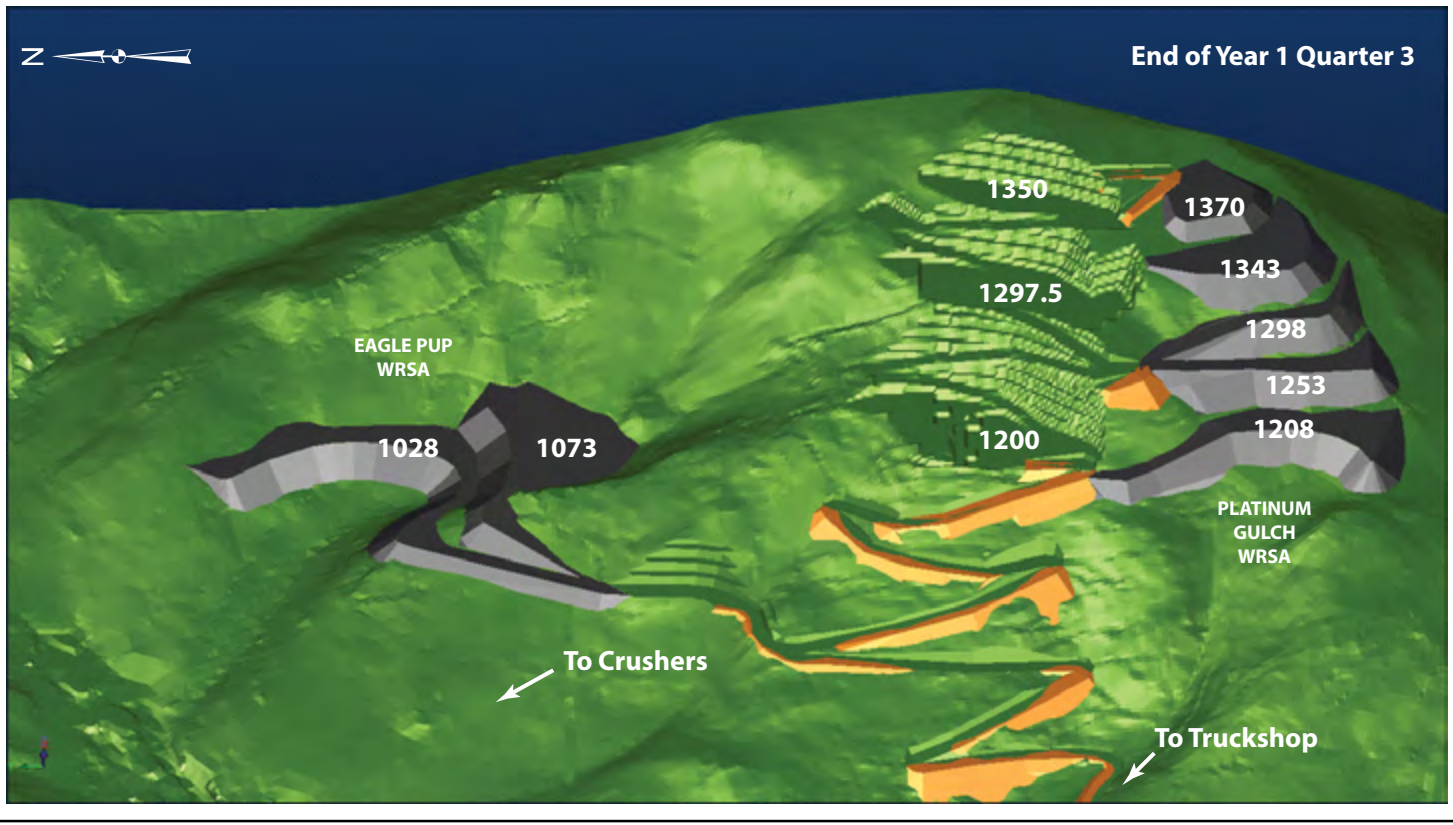 N
End of Year 1 Quarter 3
1350
1370
1343
1297.5
1298
EAGLE PUP
WRSA
1253
1208
1028
1073
1200
PLATINUM
GULCH
WRSA
To Crushers
To Truckshop